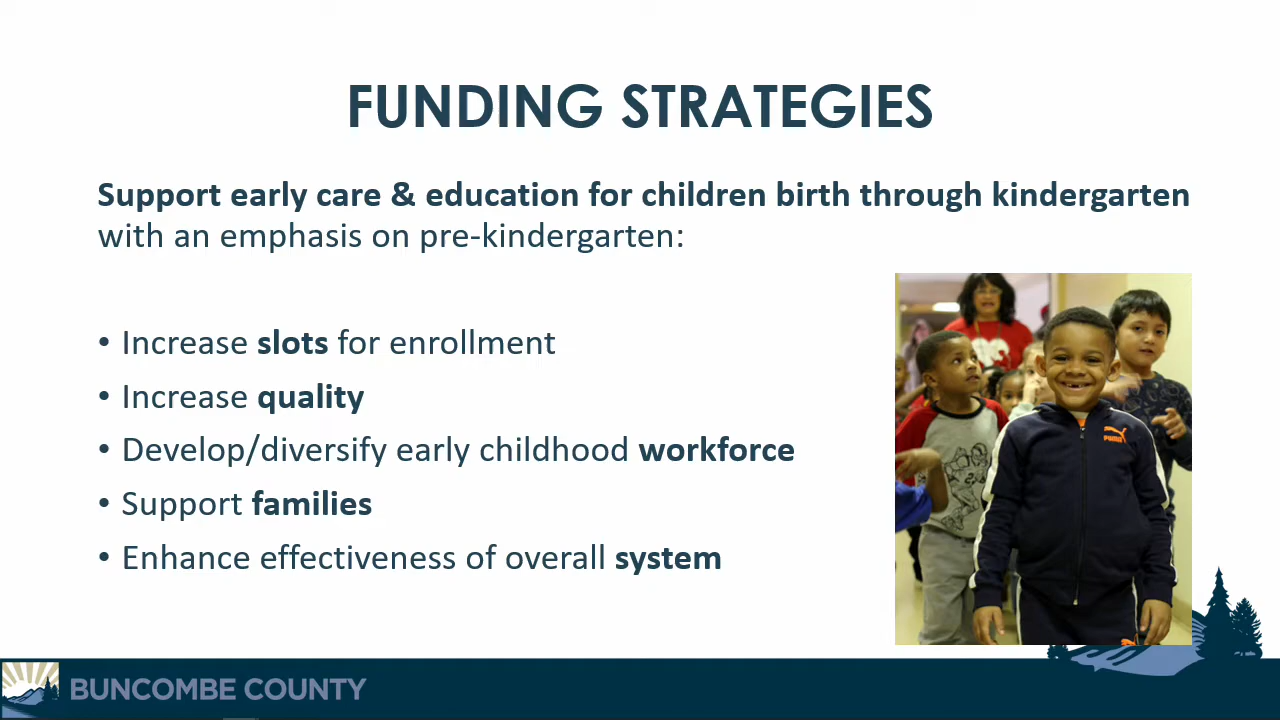 FUNDING STRATEGIES
Support early care & education for children birth through kindergarten
with an emphasis on pre-kindergarten:
• Increase slots for enrollment
• Increase quality
• Develop/diversify early childhood workforce
• Support families
• Enhance effectiveness of overall system
PUMA
BUNCOMBE COUNTY